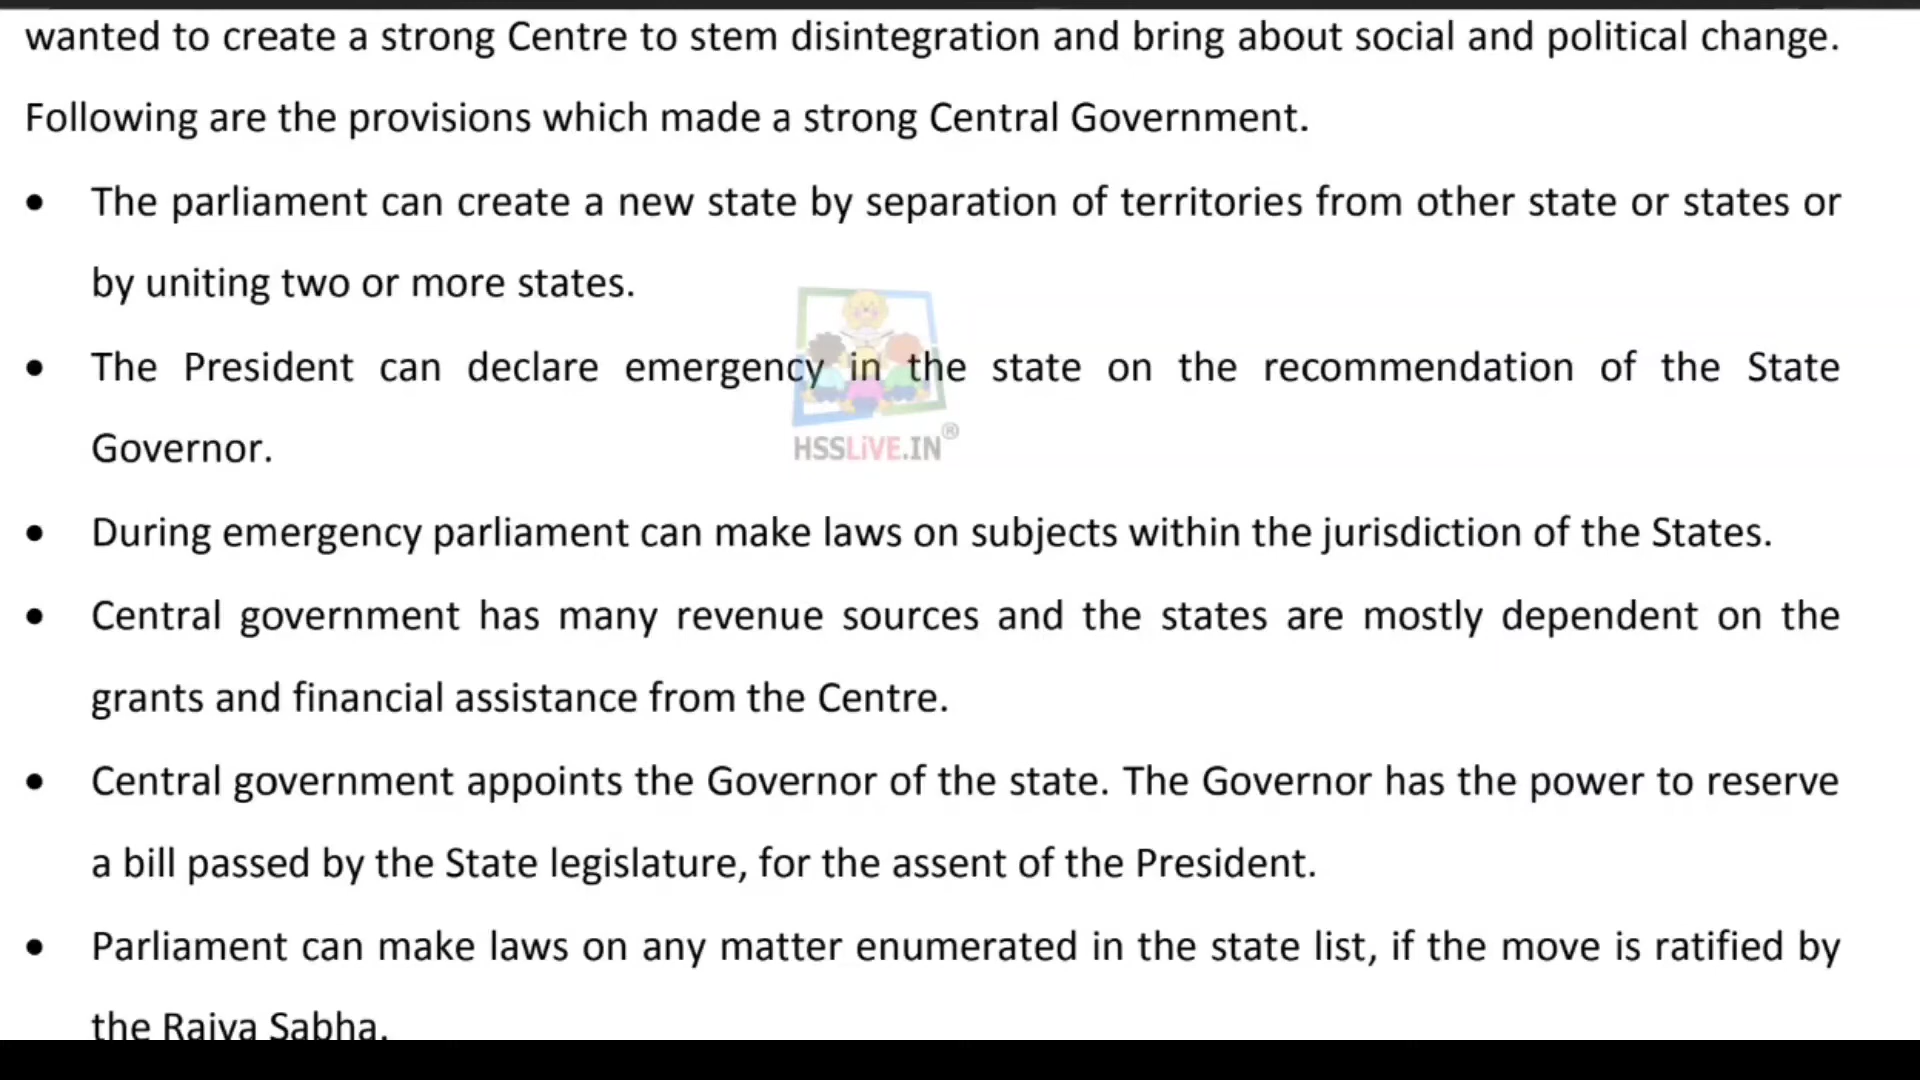 wanted to create a strong Centre to stem disintegration and bring about social and political change.
Following are the provisions which made a strong Central Government.
• The parliament can create a new state by separation of territories from other state or states or
by uniting two or more states.
• The President can declare emergency in the state on the recommendation of the State
Governor.
HSSLiVE.IN®
• During emergency parliament can make laws on subjects within the jurisdiction of the States.
• Central government has many revenue sources and the states are mostly dependent on the
grants and financial assistance from the Centre.
• Central government appoints the Governor of the state. The Governor has the power to reserve
a bill passed by the State legislature, for the assent of the President.
• Parliament can make laws on any matter enumerated in the state list, if the move is ratified by
the Rajya Sabha.